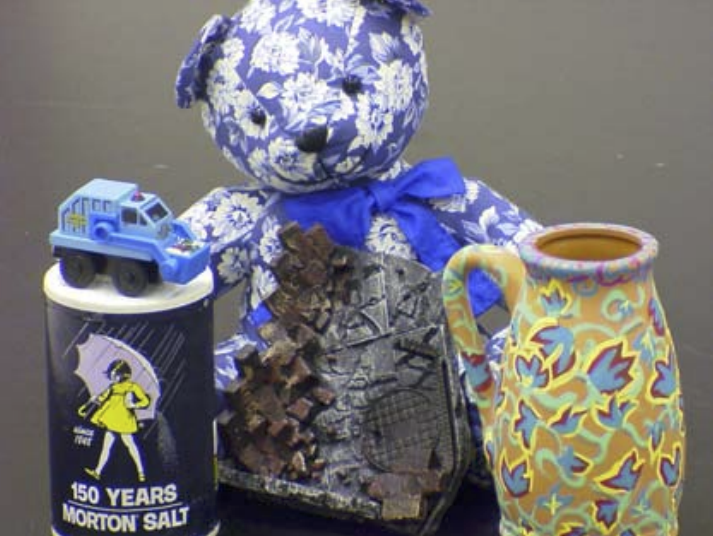 since
1848
150 YEARS
MORTON SALT